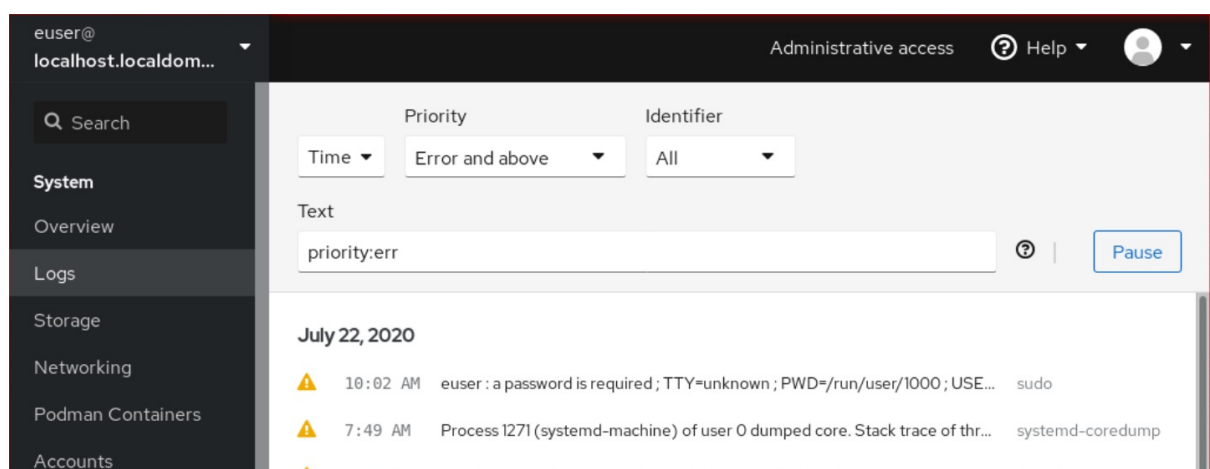 euser@
localhost.localdom...
Administrative access
Help
Search
System
Overview
Logs
Storage
Networking
Podman Containers
Accounts
Priority
Identifier
Time
Error and above
All
Text
priority:err
Pause
July 22, 2020
10:02 AM euser : a password is required ; TTY=unknown ; PWD=/run/user/1000 ; USE... sudo
7:49 AM Process 1271 (systemd-machine) of user 0 dumped core. Stack trace of thr... systemd-coredump